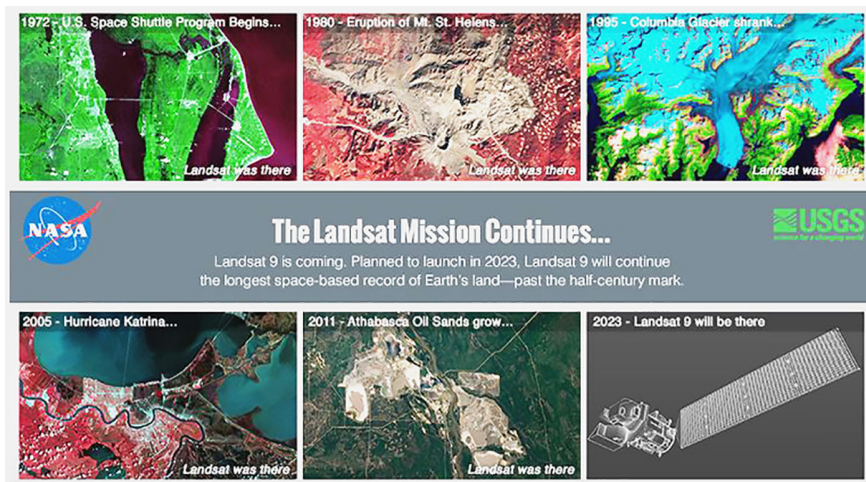 1972 - U.S. Space Shuttle Program Begins...
1980 - Eruption of Mt. St. Helens...
1995 - Columbia Glacier shrank...
Landsat was there
Landsat was there
Landsat was there
NASA
The Landsat Mission Continues...
USGS
science for a changing world
Landsat 9 is coming. Planned to launch in 2023, Landsat 9 will continue
the longest space-based record of Earth's land—past the half-century mark.
2005 - Hurricane Katrina...
2011 - Athabasca Oil Sands grow...
2023 - Landsat 9 will be there
Landsat was there
Landsat was there